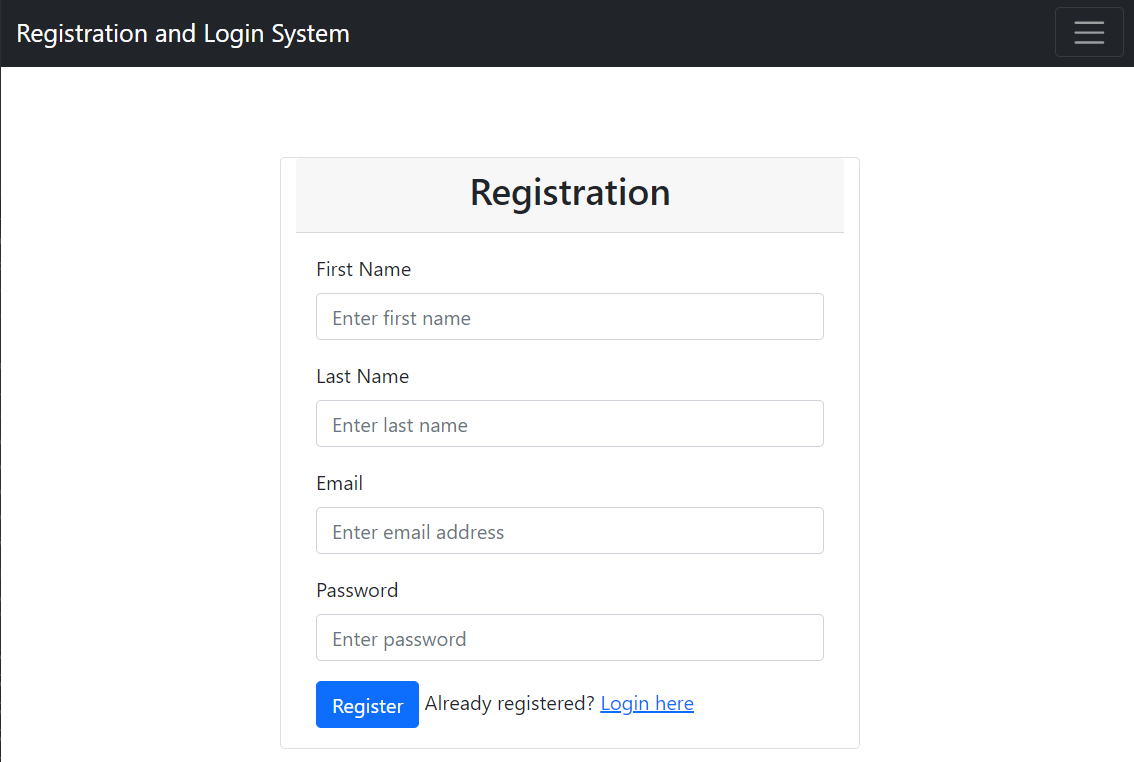 Registration and Login System
Registration
First Name
Enter first name
Last Name
Enter last name
Email
Enter email address
Password
Enter password
Register Already registered? Login here